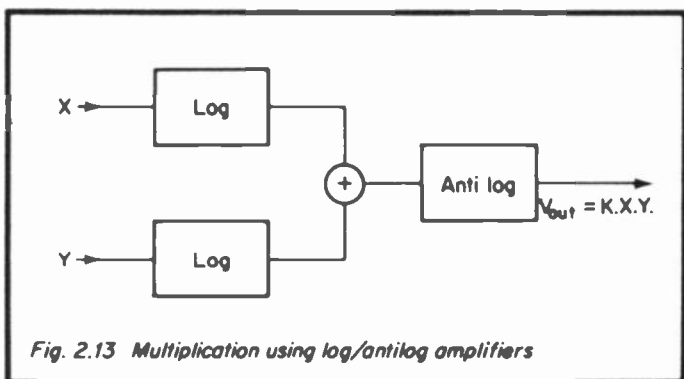 X
Log
+
Anti log
Vout = K.X.Y.
Y
Log
Fig. 2.13 Multiplication using log/antilog amplifiers